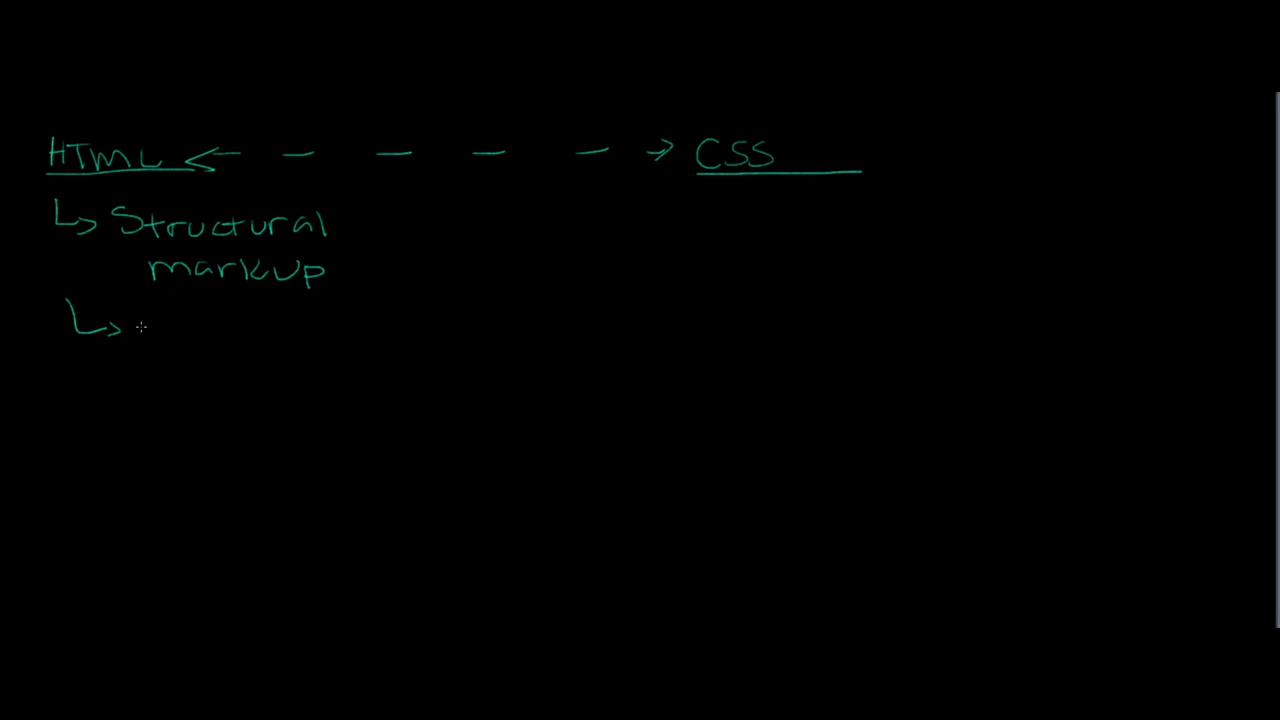 HTML <- - - - - -> CSS
↳ Structural
markup
↳